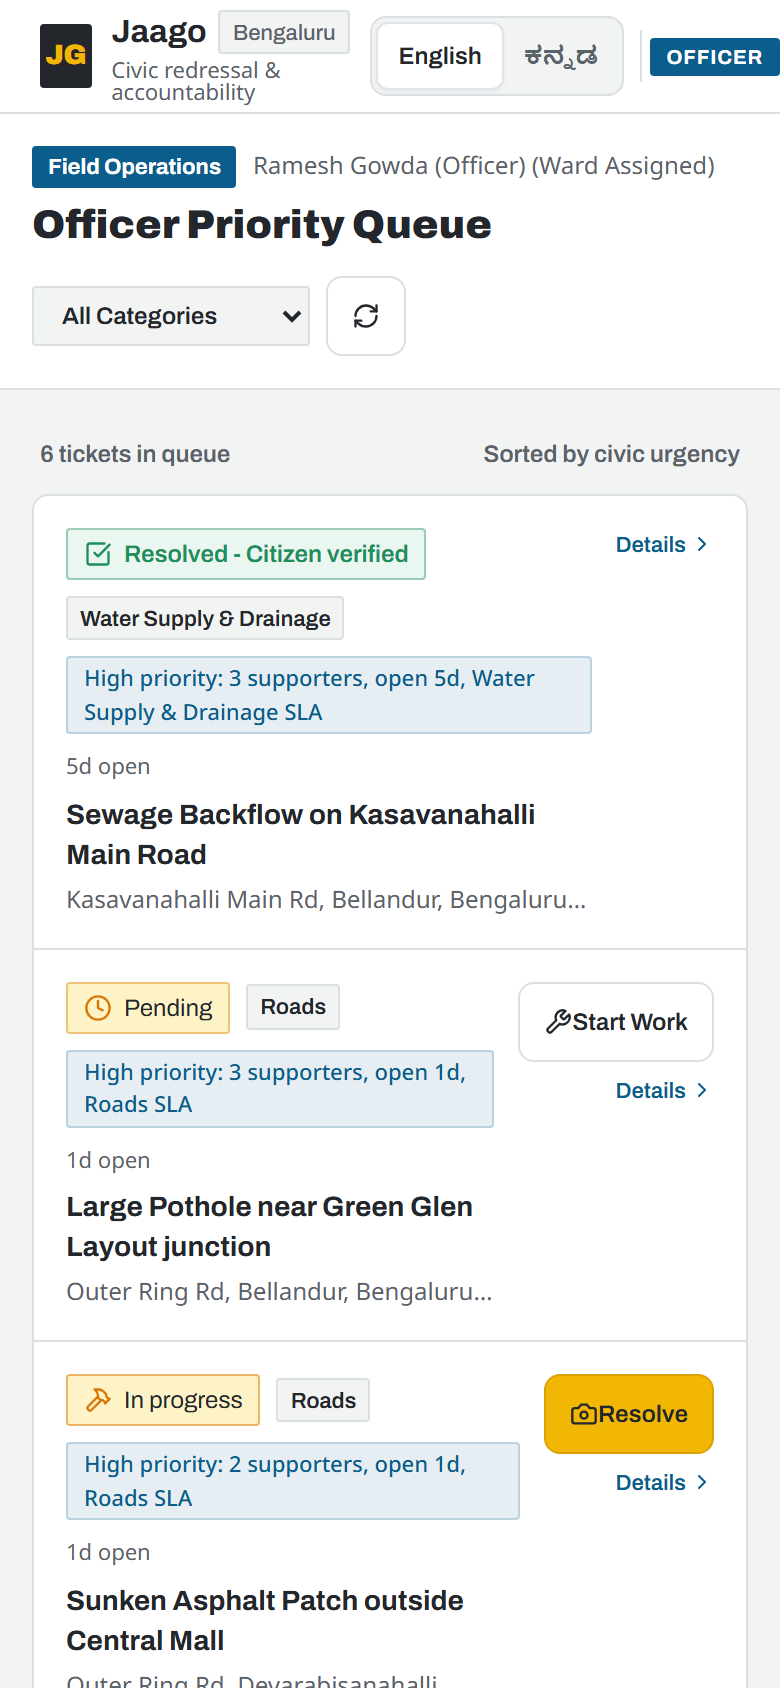 JG
Jaago
Bengaluru
Civic redressal &
accountability
English
ಕನ್ನಡ
OFFICER
Field Operations
Ramesh Gowda (Officer) (Ward Assigned)
Officer Priority Queue
All Categories
6 tickets in queue
Sorted by civic urgency
Resolved - Citizen verified
Details
Water Supply & Drainage
High priority: 3 supporters, open 5d, Water
Supply & Drainage SLA
5d open
Sewage Backflow on Kasavanahalli
Main Road
Kasavanahalli Main Rd, Bellandur, Bengaluru...
Pending
Roads
Start Work
High priority: 3 supporters, open 1d,
Roads SLA
Details
1d open
Large Pothole near Green Glen
Layout junction
Outer Ring Rd, Bellandur, Bengaluru...
In progress
Roads
Resolve
High priority: 2 supporters, open 1d,
Roads SLA
Details
1d open
Sunken Asphalt Patch outside
Central Mall
Outer Ring Rd, Devarabisanahalli